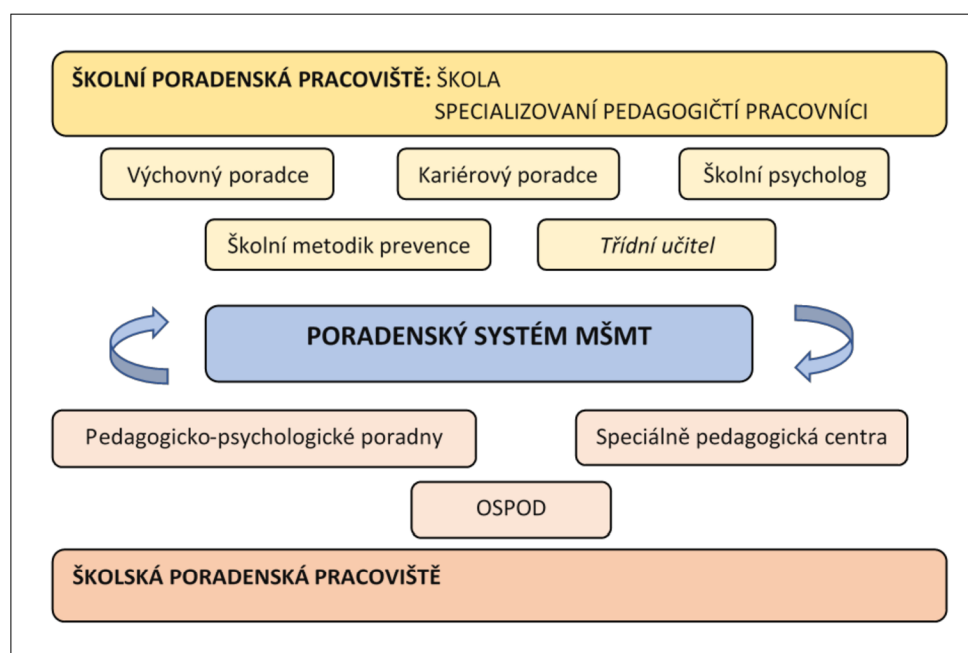 ŠKOLNÍ PORADENSKÁ PRACOVIŠTĚ: ŠKOLA
SPECIALIZOVANÍ PEDAGOGIČTÍ PRACOVNÍCI
Výchovný poradce
Kariérový poradce
Školní psycholog
Školní metodik prevence
Třídní učitel
PORADENSKÝ SYSTÉM MŠMT
Pedagogicko-psychologické poradny
Speciálně pedagogická centra
OSPOD
ŠKOLSKÁ PORADENSKÁ PRACOVIŠTĚ